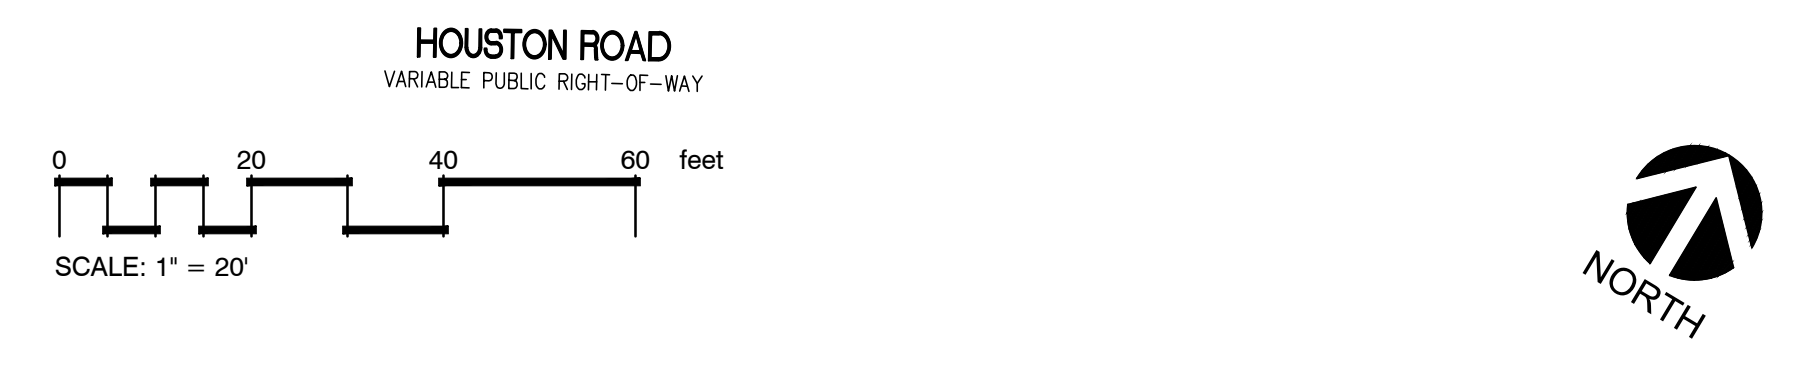 HOUSTON ROAD
VARIABLE PUBLIC RIGHT-OF-WAY
0 20 40 60 feet
SCALE: 1" = 20'
NORTH